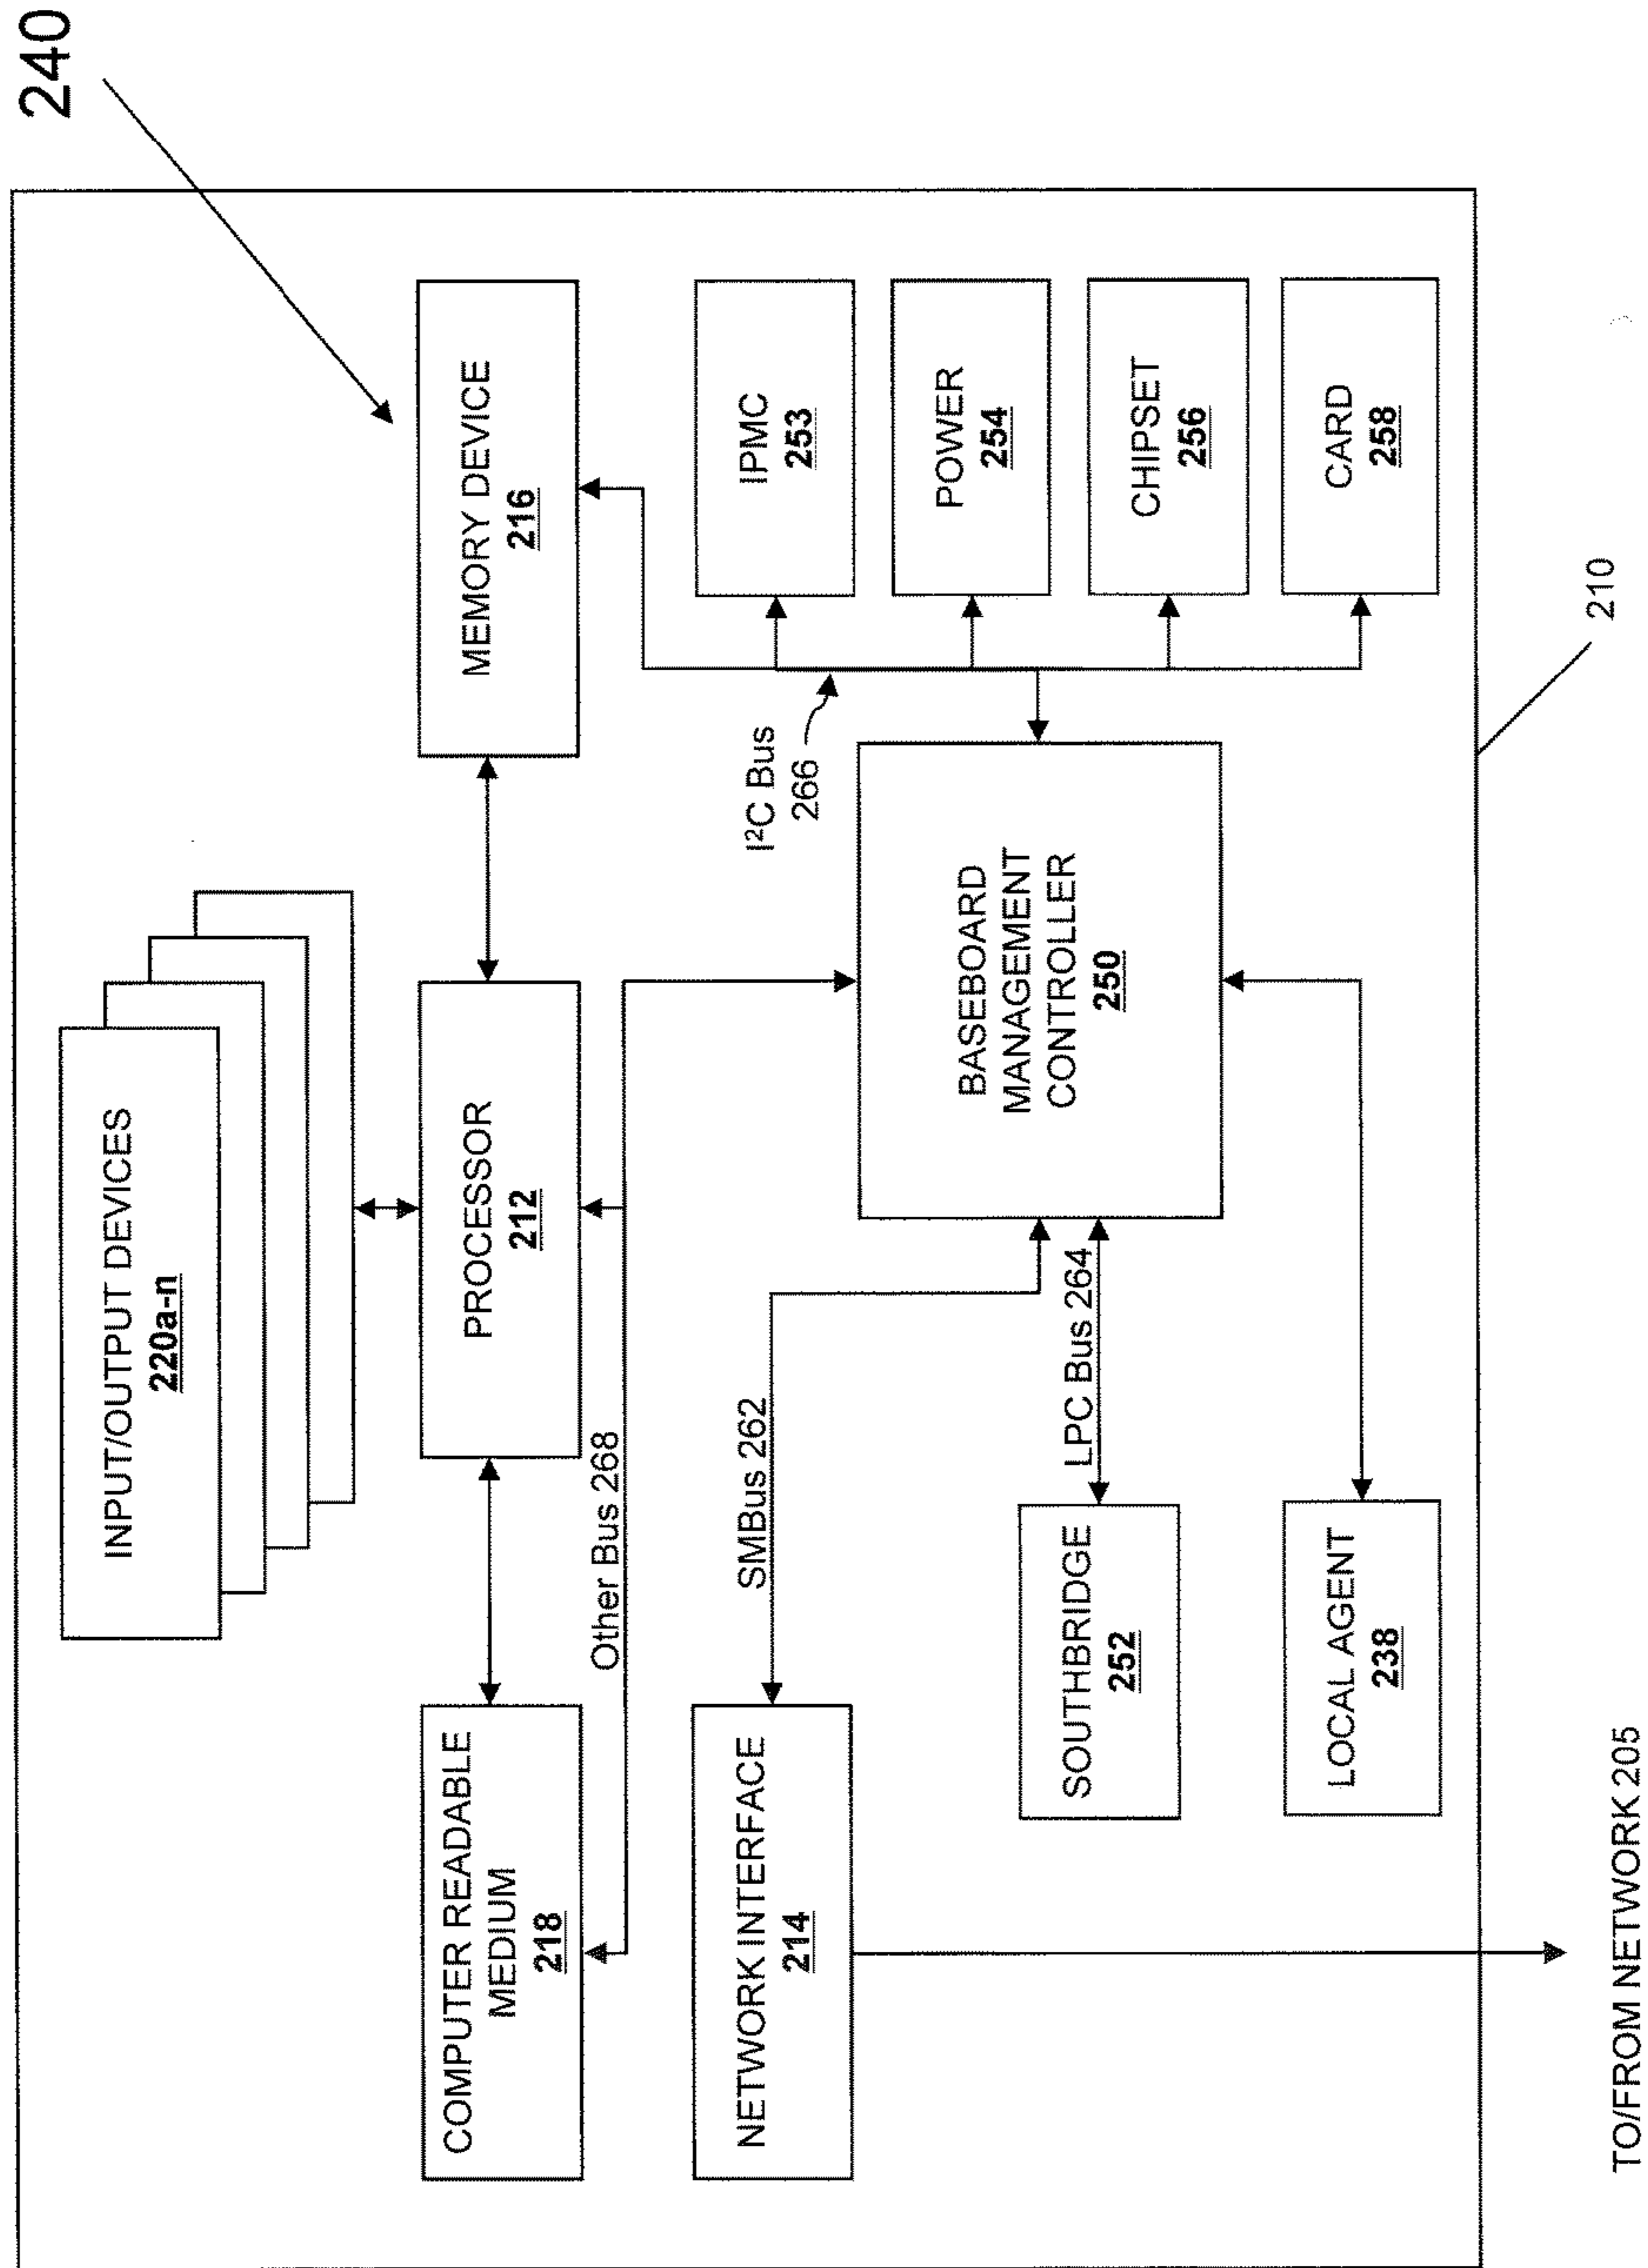 240
INPUT/OUTPUT DEVICES
220a-n
COMPUTER READABLE
MEDIUM
218
PROCESSOR
212
MEMORY DEVICE
216
Other Bus 268
NETWORK INTERFACE
214
SMBus 262
I²C Bus
266
IPMC
253
POWER
254
CHIPSET
256
CARD
258
BASEBOARD
MANAGEMENT
CONTROLLER
250
LPC Bus 264
SOUTHBRIDGE
252
LOCAL AGENT
238
210
TO/FROM NETWORK 205